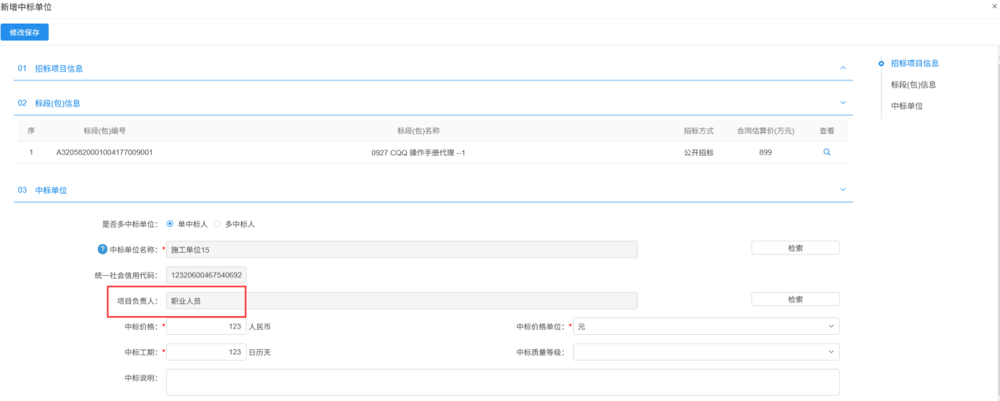 新增中标单位 ×
修改保存
01 招标项目信息
招标项目信息
标段(包)信息
中标单位
02 标段(包)信息
序 标段(包)编号 标段(包)名称 招标方式 合同估算价(万元) 查看
1 A3205820001004177009001 0927 CQQ 操作手册代理 --1 公开招标 899
03 中标单位
是否多中标单位： 单中标人 多中标人
? 中标单位名称：* 施工单位15 检索
统一社会信用代码： 12320600467540692
项目负责人： 职业人员 检索
中标价格：* 123 人民币 中标价格单位：* 元
中标工期：* 123 日历天 中标质量等级：
中标说明：